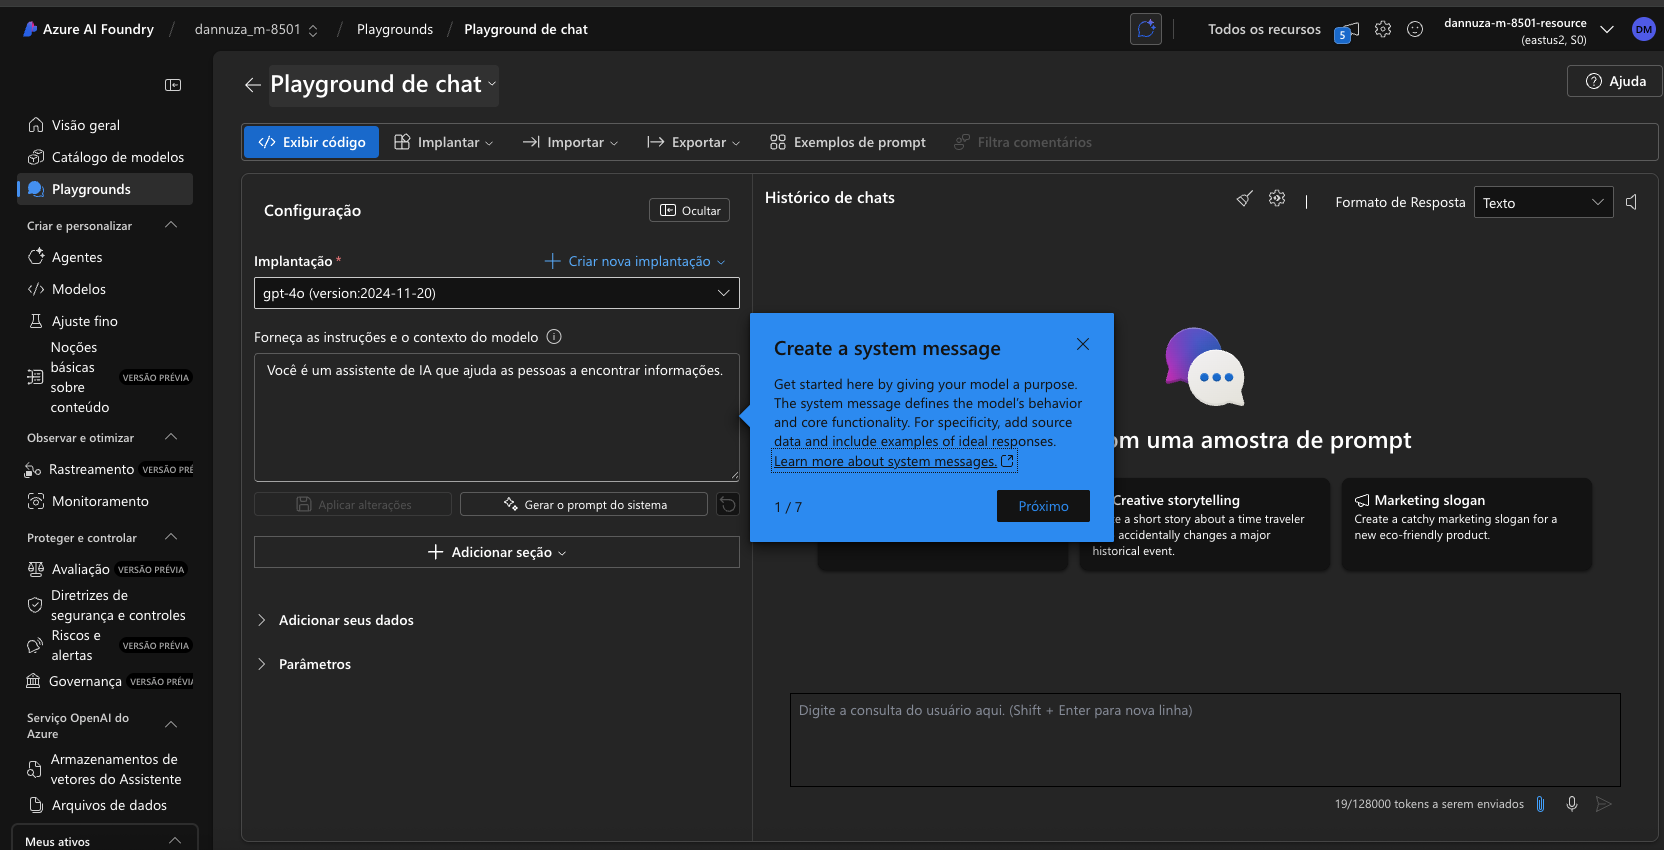 Azure AI Foundry / dannuza_m-8501 / Playgrounds / Playground de chat
Todos os recursos
5
dannuza-m-8501-resource
(eastus2, S0)
DM
Playground de chat
Ajuda
Visão geral
Catálogo de modelos
Playgrounds
Criar e personalizar
Agentes
Modelos
Ajuste fino
Noções
básicas
sobre
conteúdo
VERSÃO PRÉVIA
Observar e otimizar
Rastreamento VERSÃO PRÉ
Monitoramento
Proteger e controlar
Avaliação VERSÃO PRÉVIA
Diretrizes de
segurança e controles
Riscos e
alertas
VERSÃO PRÉVIA
Governança VERSÃO PRÉVIA
Serviço OpenAI do
Azure
Armazenamentos de
vetores do Assistente
Arquivos de dados
Meus ativos
</> Exibir código
Implantar
Importar
Exportar
Exemplos de prompt
Filtra comentários
Configuração
Ocultar
Implantação *
Criar nova implantação
gpt-4o (version:2024-11-20)
Forneça as instruções e o contexto do modelo
Você é um assistente de IA que ajuda as pessoas a encontrar informações.
Aplicar alterações
Gerar o prompt do sistema
Adicionar seção
Adicionar seus dados
Parâmetros
Create a system message
Get started here by giving your model a purpose.
The system message defines the model's behavior
and core functionality. For specificity, add source
data and include examples of ideal responses.
Learn more about system messages.
1 / 7
Próximo
Histórico de chats
Formato de Resposta
Texto
om uma amostra de prompt
Creative storytelling
e a short story about a time traveler
accidentally changes a major
historical event.
Marketing slogan
Create a catchy marketing slogan for a
new eco-friendly product.
Digite a consulta do usuário aqui. (Shift + Enter para nova linha)
19/128000 tokens a serem enviados